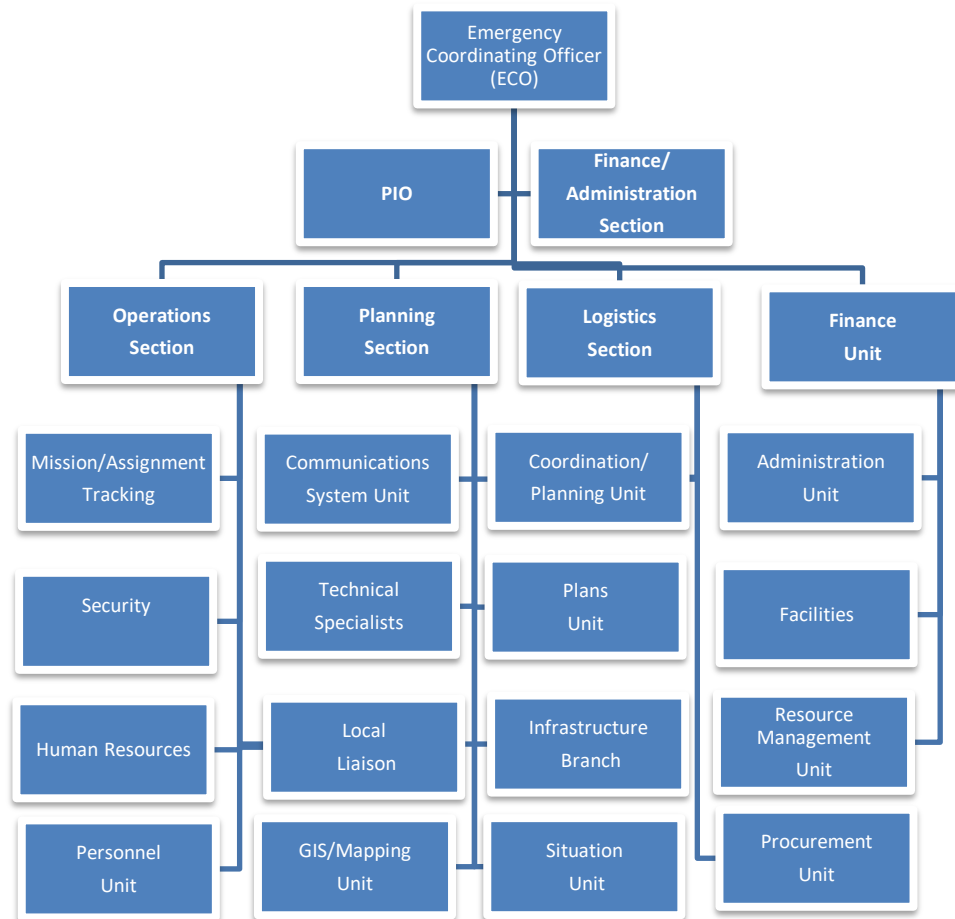 Emergency
Coordinating Officer
(ECO)
PIO
Finance/
Administration
Section
Operations
Section
Planning
Section
Logistics
Section
Finance
Unit
Mission/Assignment
Tracking
Communications
System Unit
Coordination/
Planning Unit
Administration
Unit
Security
Technical
Specialists
Plans
Unit
Facilities
Human Resources
Local
Liaison
Infrastructure
Branch
Resource
Management
Unit
Personnel
Unit
GIS/Mapping
Unit
Situation
Unit
Procurement
Unit